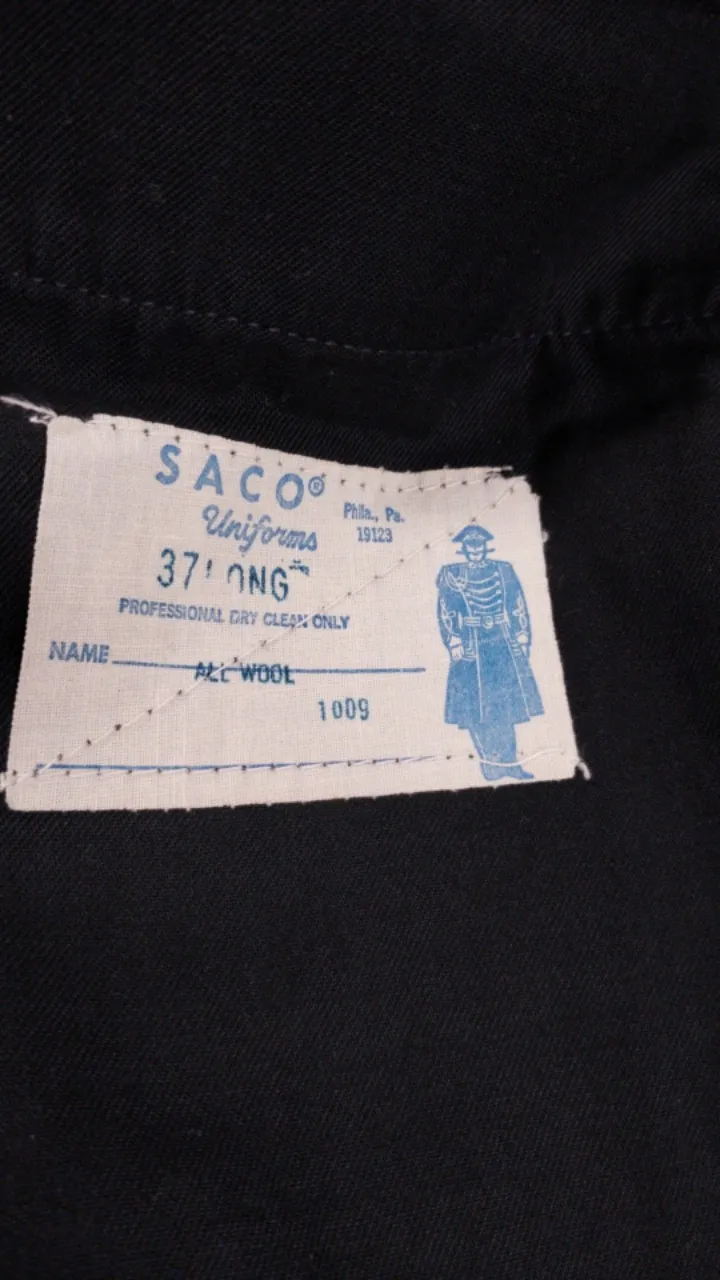 SACO®
Uniforms
Phila., Pa.
19123
37 LONG
PROFESSIONAL DRY CLEAN ONLY
NAME
ALL WOOL
1009